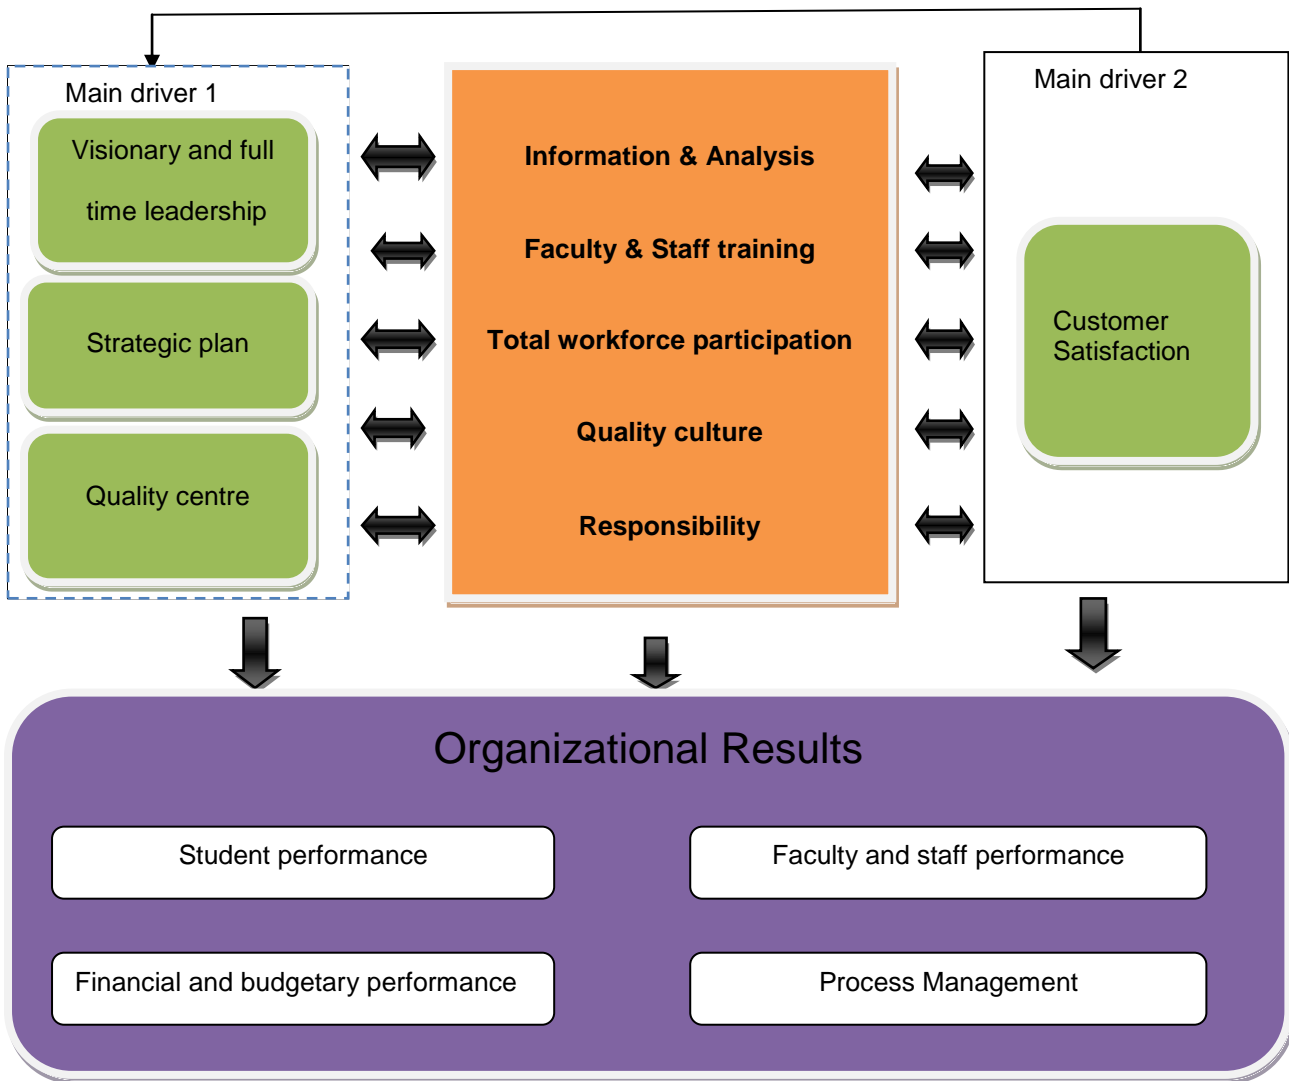 Main driver 1
Visionary and full
time leadership
Strategic plan
Quality centre
Information & Analysis
Faculty & Staff training
Total workforce participation
Quality culture
Responsibility
Main driver 2
Customer
Satisfaction
Organizational Results
Student performance
Faculty and staff performance
Financial and budgetary performance
Process Management